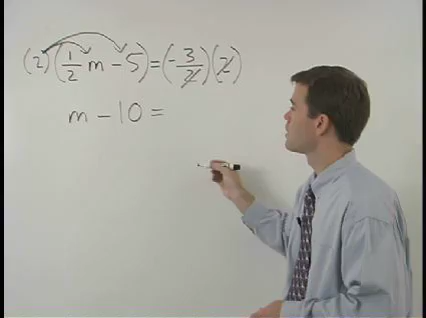 (2)(1/2 m - 5) = (-3/2)(2)
m - 10 =